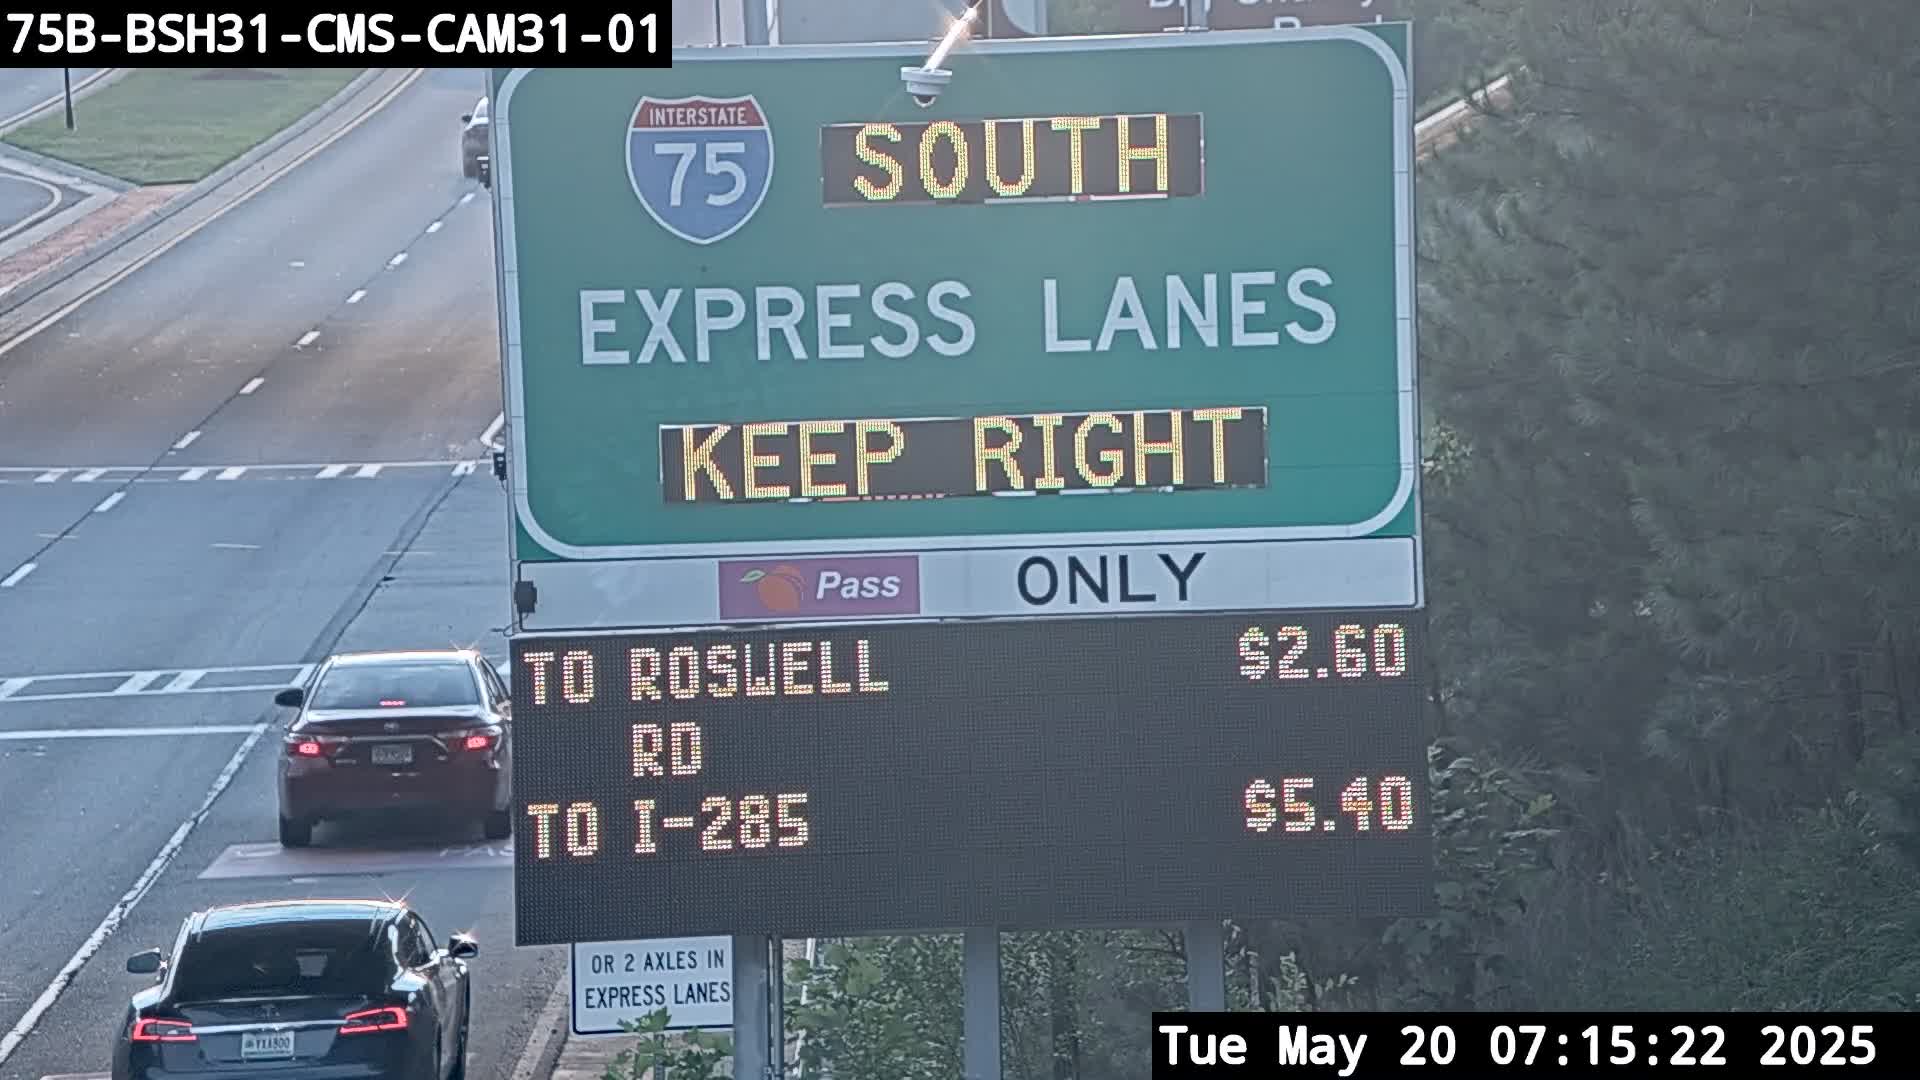 75B-BSH31-CMS-CAM31-01
INTERSTATE
75
SOUTH
EXPRESS LANES
KEEP RIGHT
Pass ONLY
TO ROSWELL $2.60
RD
TO I-285 $5.40
OR 2 AXLES IN
EXPRESS LANES
Tue May 20 07:15:22 2025